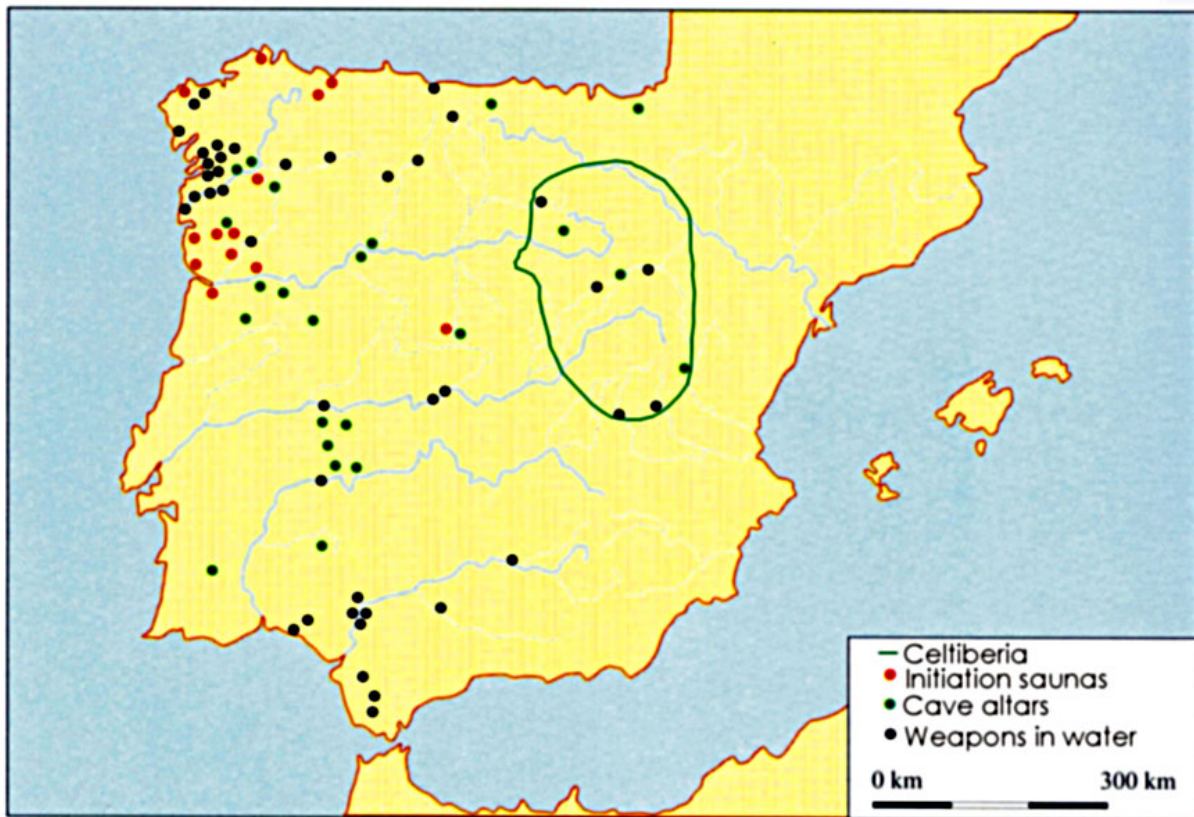 Celtiberia
Initiation saunas
Cave altars
Weapons in water
0 km 300 km